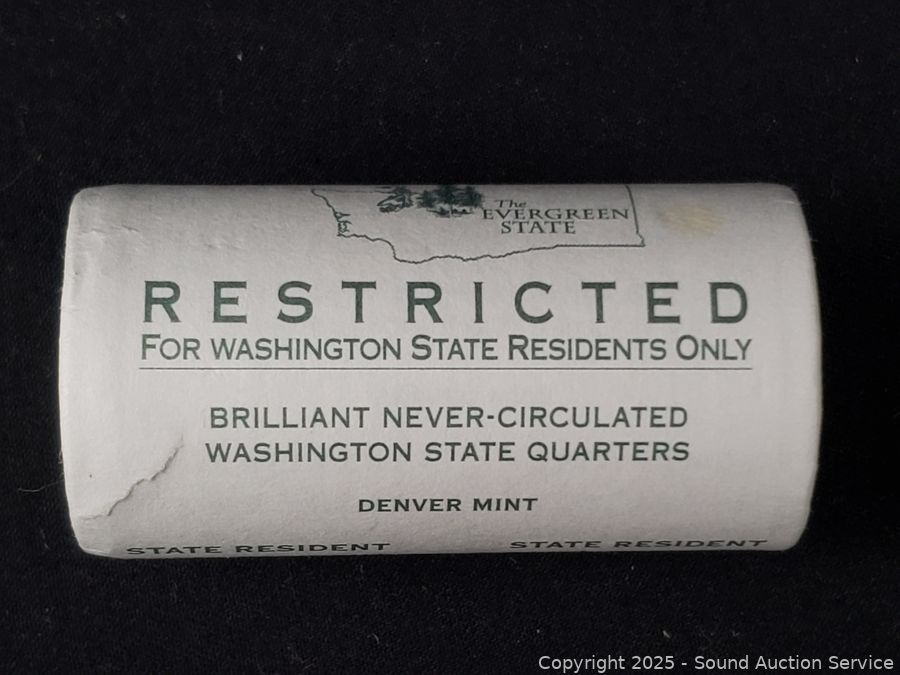 The
EVERGREEN
STATE
RESTRICTED
FOR WASHINGTON STATE RESIDENTS ONLY
BRILLIANT NEVER-CIRCULATED
WASHINGTON STATE QUARTERS
DENVER MINT
STATE RESIDENT STATE RESIDENT
Copyright 2025 - Sound Auction Service